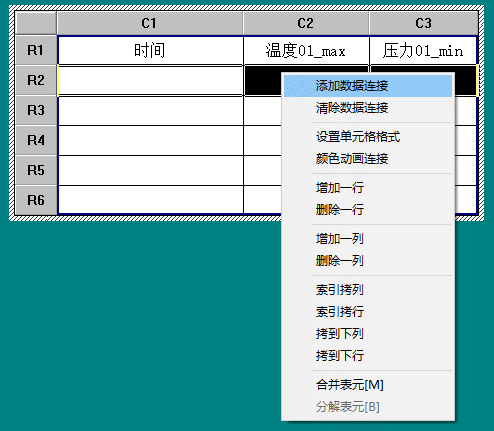 C1 C2 C3
R1 时间 温度01_max 压力01_min
R2
R3
R4
R5
R6
添加数据连接
清除数据连接
设置单元格格式
颜色动画连接
增加一行
删除一行
增加一列
删除一列
索引拷列
索引拷行
拷到下列
拷到下行
合并表元[M]
分解表元[B]